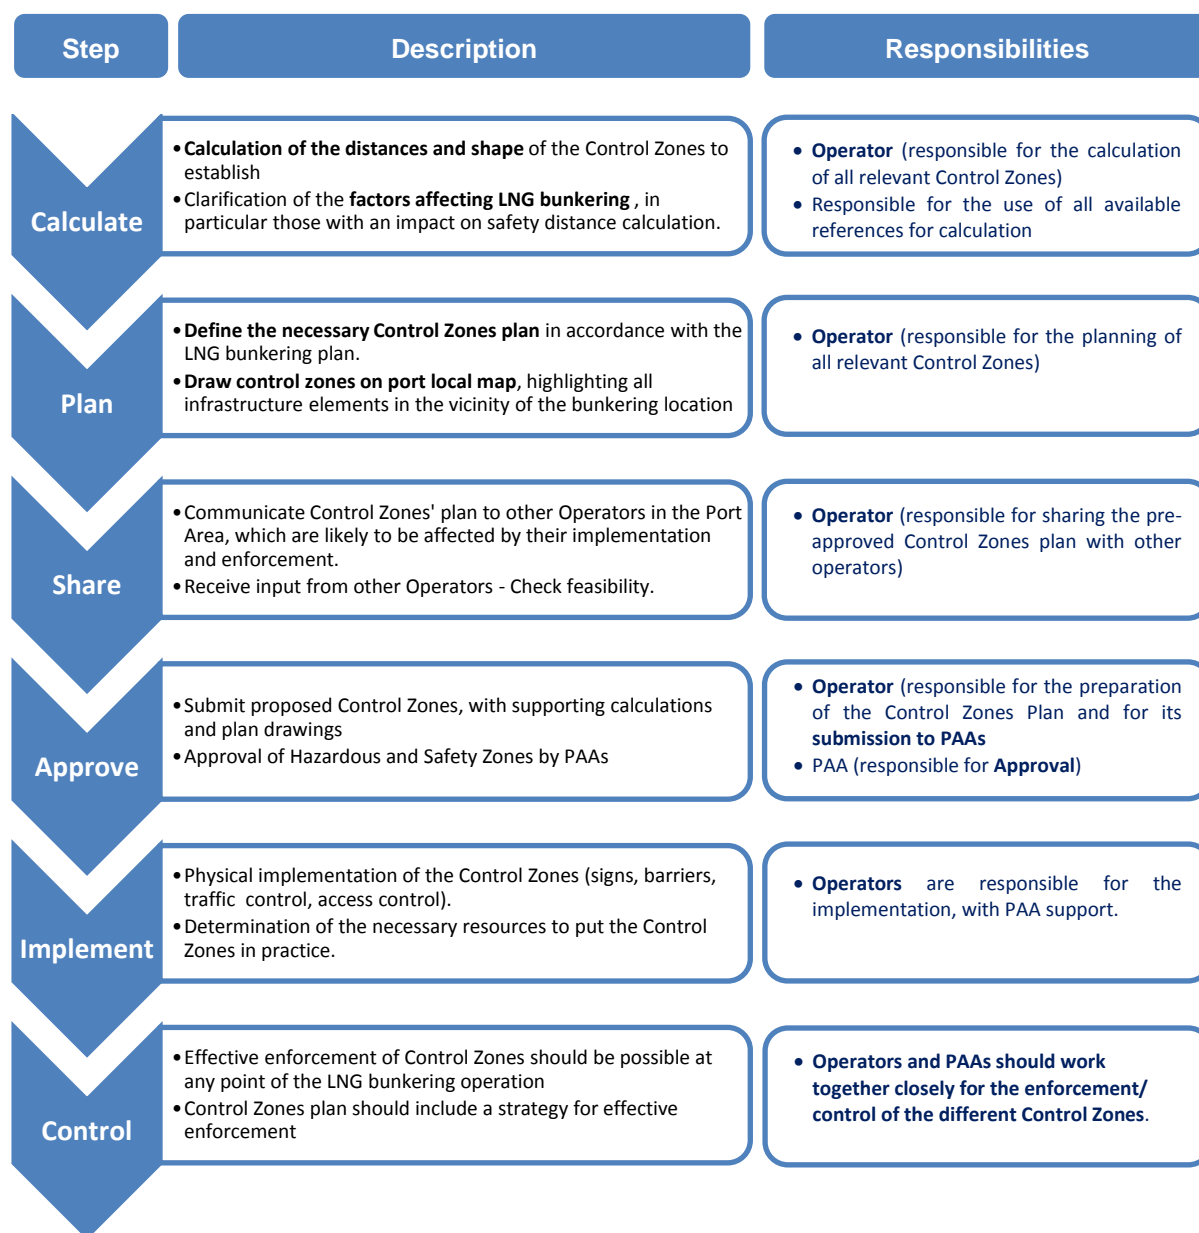 Step
Description
Responsibilities
Calculate
•Calculation of the distances and shape of the Control Zones to
establish
•Clarification of the factors affecting LNG bunkering , in
particular those with an impact on safety distance calculation.
• Operator (responsible for the calculation
of all relevant Control Zones)
• Responsible for the use of all available
references for calculation
Plan
•Define the necessary Control Zones plan in accordance with the
LNG bunkering plan.
•Draw control zones on port local map, highlighting all
infrastructure elements in the vicinity of the bunkering location
• Operator (responsible for the planning of
all relevant Control Zones)
Share
•Communicate Control Zones' plan to other Operators in the Port
Area, which are likely to be affected by their implementation
and enforcement.
•Receive input from other Operators - Check feasibility.
• Operator (responsible for sharing the pre-
approved Control Zones plan with other
operators)
Approve
•Submit proposed Control Zones, with supporting calculations
and plan drawings
•Approval of Hazardous and Safety Zones by PAAs
• Operator (responsible for the preparation
of the Control Zones Plan and for its
submission to PAAs
• PAA (responsible for Approval)
Implement
•Physical implementation of the Control Zones (signs, barriers,
traffic control, access control).
•Determination of the necessary resources to put the Control
Zones in practice.
• Operators are responsible for the
implementation, with PAA support.
Control
•Effective enforcement of Control Zones should be possible at
any point of the LNG bunkering operation
•Control Zones plan should include a strategy for effective
enforcement
• Operators and PAAs should work
together closely for the enforcement/
control of the different Control Zones.